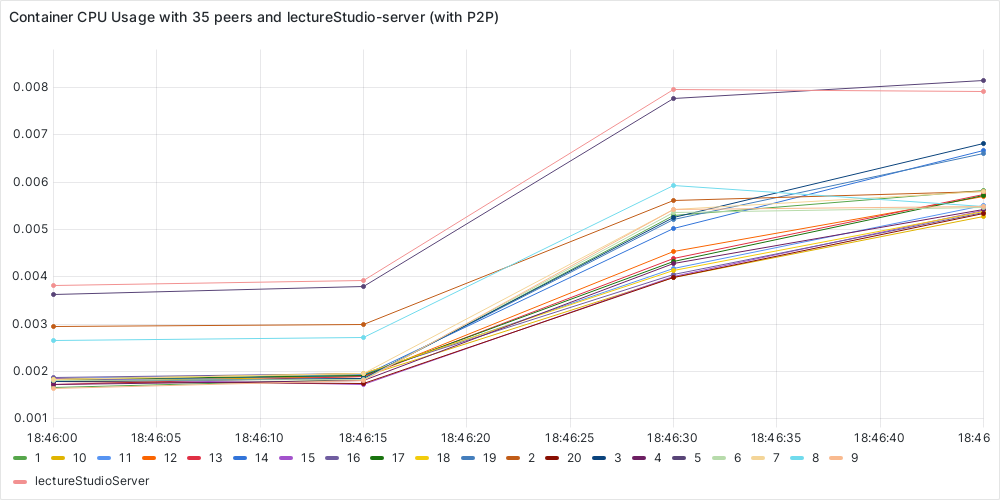 Container CPU Usage with 35 peers and lectureStudio-server (with P2P)
0.008
0.007
0.006
0.005
0.004
0.003
0.002
0.001
18:46:00 18:46:05 18:46:10 18:46:15 18:46:20 18:46:25 18:46:30 18:46:35 18:46:40 18:46
1 10 11 12 13 14 15 16 17 18 19 2 20 3 4 5 6 7 8 9
lectureStudioServer